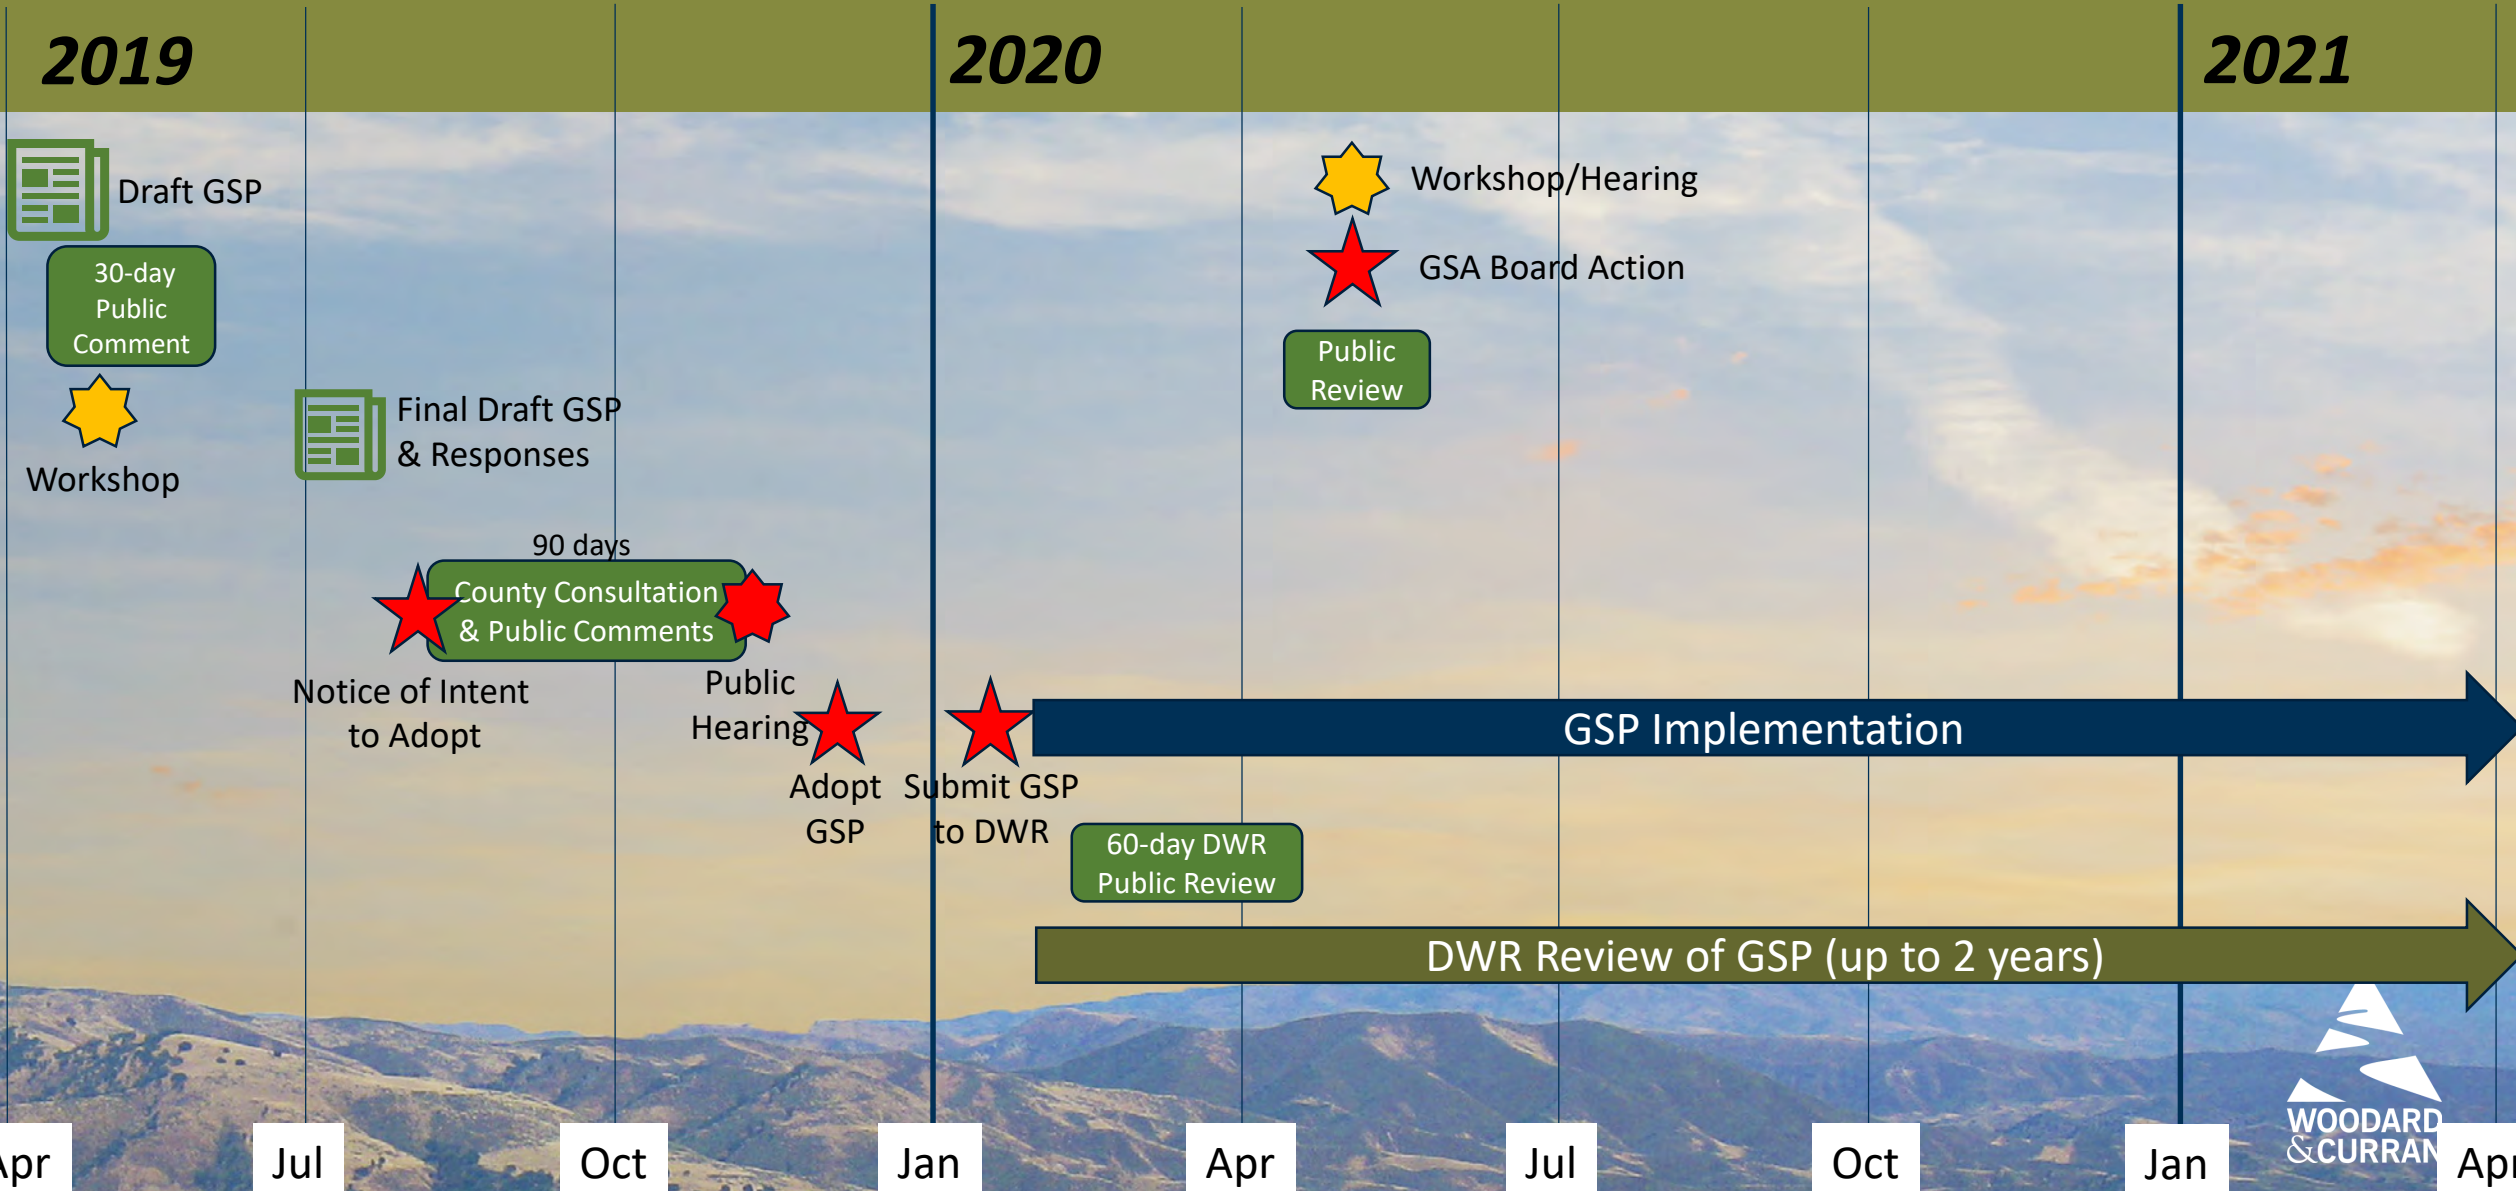 2019
2020
2021
Draft GSP
30-day
Public
Comment
Workshop
Final Draft GSP
& Responses
90 days
County Consultation
& Public Comments
Notice of Intent
to Adopt
Public
Hearing
Adopt
GSP
Submit GSP
to DWR
Workshop/Hearing
GSA Board Action
Public
Review
GSP Implementation
60-day DWR
Public Review
DWR Review of GSP (up to 2 years)
WOODARD
&CURRAN
Apr
Jul
Oct
Jan
Apr
Jul
Oct
Jan
Apr